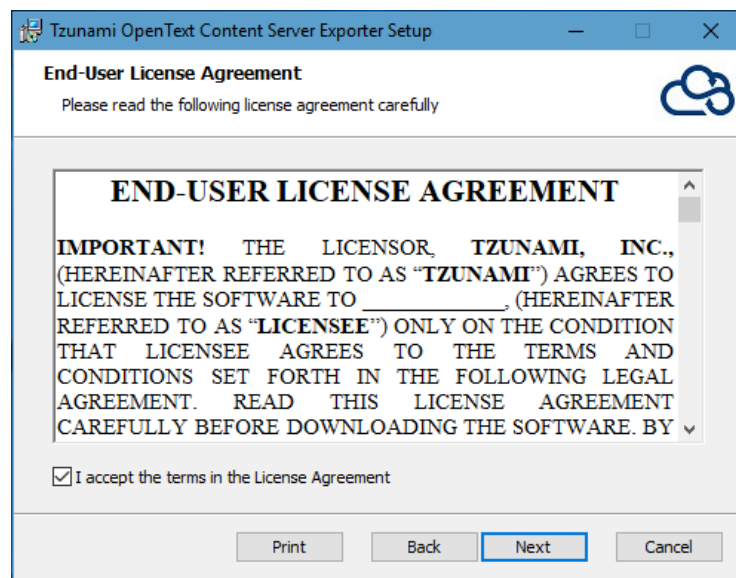 Tzunami OpenText Content Server Exporter Setup
End-User License Agreement
Please read the following license agreement carefully
END-USER LICENSE AGREEMENT
IMPORTANT! THE LICENSOR, TZUNAMI, INC.,
(HEREINAFTER REFERRED TO AS “TZUNAMI”) AGREES TO
LICENSE THE SOFTWARE TO _____________, (HEREINAFTER
REFERRED TO AS “LICENSEE”) ONLY ON THE CONDITION
THAT LICENSEE AGREES TO THE TERMS AND
CONDITIONS SET FORTH IN THE FOLLOWING LEGAL
AGREEMENT. READ THIS LICENSE AGREEMENT
CAREFULLY BEFORE DOWNLOADING THE SOFTWARE. BY
I accept the terms in the License Agreement
Print Back Next Cancel